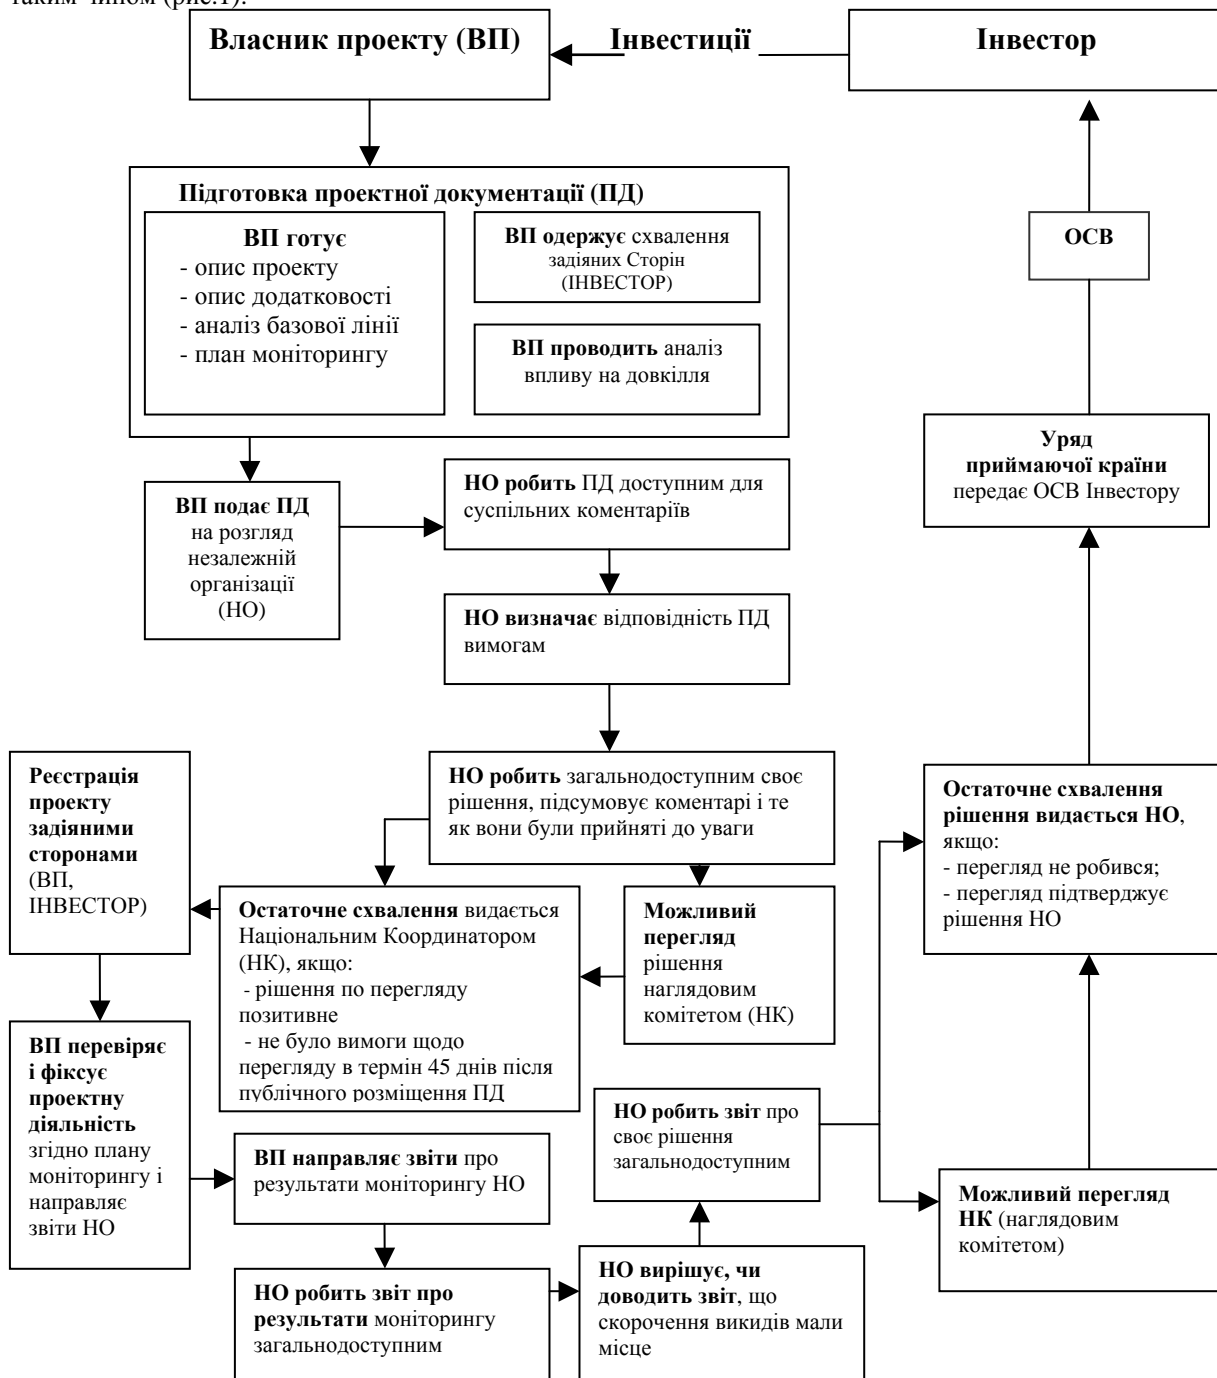 таким чином (рис.1).
Власник проекту (ВП)
Інвестиції
Інвестор
Підготовка проектної документації (ПД)
ВП готує
- опис проекту
- опис додатковості
- аналіз базової лінії
- план моніторингу
ВП одержує схвалення
задіяних Сторін
(ІНВЕСТОР)
ВП проводить аналіз
впливу на довкілля
ОСВ
Уряд
приймаючої країни
передає ОСВ Інвестору
ВП подає ПД
на розгляд
незалежній
організації
(НО)
НО робить ПД доступним для
суспільних коментаріїв
НО визначає відповідність ПД
вимогам
НО робить загальнодоступним своє
рішення, підсумовує коментарі і те
як вони були прийняті до уваги
Реєстрація
проекту
задіяними
сторонами
(ВП,
ІНВЕСТОР)
Остаточне схвалення видається
Національним Координатором
(НК), якщо:
- рішення по перегляду
позитивне
- не було вимоги щодо
перегляду в термін 45 днів після
публічного розміщення ПД
Можливий
перегляд
рішення
наглядовим
комітетом (НК)
Остаточне схвалення
рішення видається НО,
якщо:
- перегляд не робився;
- перегляд підтверджує
рішення НО
ВП перевіряє
і фіксує
проектну
діяльність
згідно плану
моніторингу і
направляє
звіти НО
ВП направляє звіти про
результати моніторингу НО
НО робить звіт про
своє рішення
загальнодоступним
Можливий перегляд
НК (наглядовим
комітетом)
НО робить звіт про
результати моніторингу
загальнодоступним
НО вирішує, чи
доводить звіт, що
скорочення викидів мали
місце